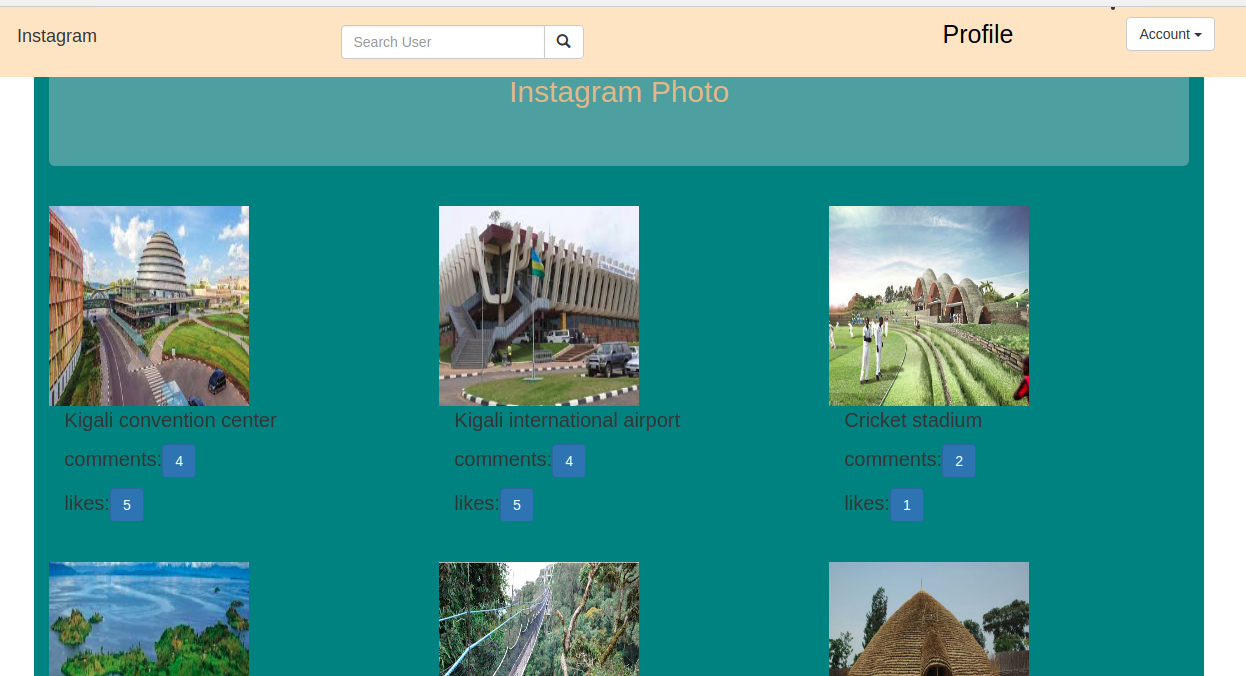 Instagram
Search User
Profile
Account
Instagram Photo
Kigali convention center
comments:4
likes:5
Kigali international airport
comments:4
likes:5
Cricket stadium
comments:2
likes:1